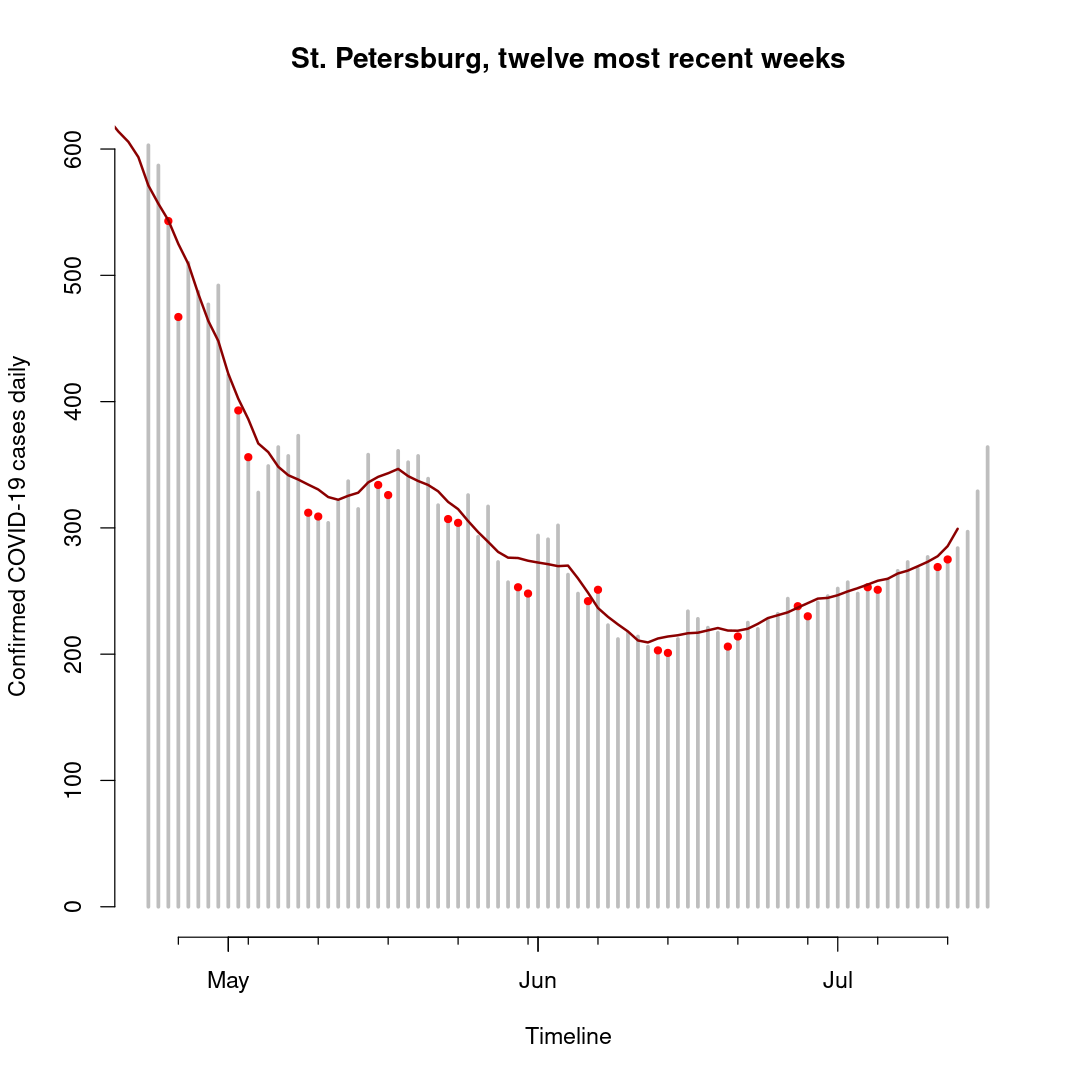 St. Petersburg, twelve most recent weeks
Confirmed COVID-19 cases daily
600
500
400
300
200
100
0
May Jun Jul
Timeline